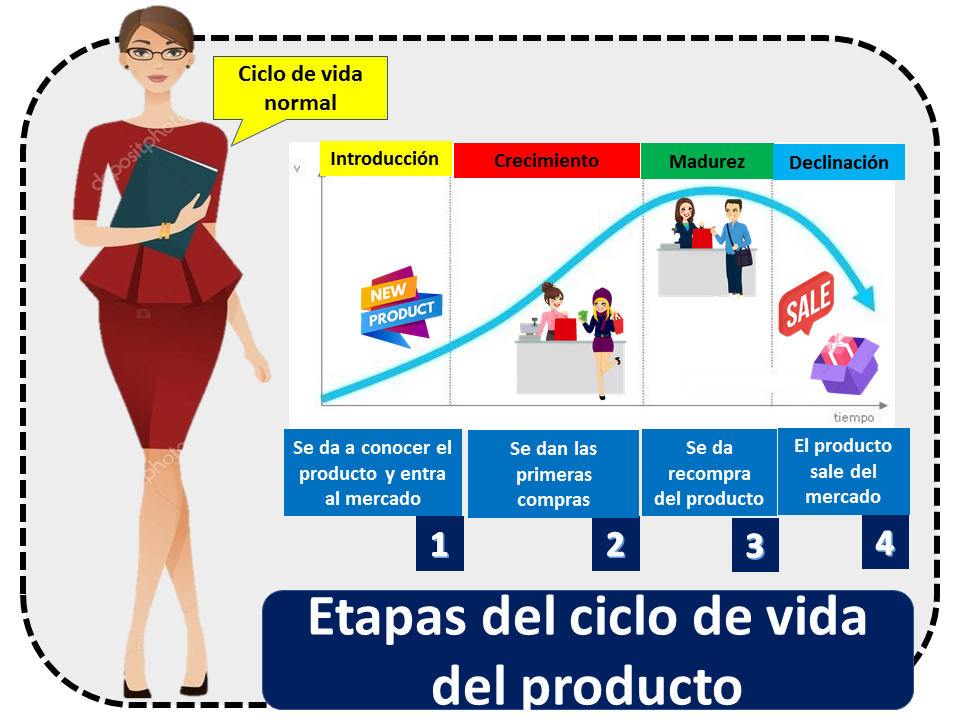 Ciclo de vida
normal
Introducción
Crecimiento
Madurez
Declinación
v
NEW
PRODUCT
SALE
tiempo
Se da a conocer el
producto y entra
al mercado
Se dan las
primeras
compras
Se da
recompra
del producto
El producto
sale del
mercado
1
2
3
4
Etapas del ciclo de vida
del producto
depositphotos